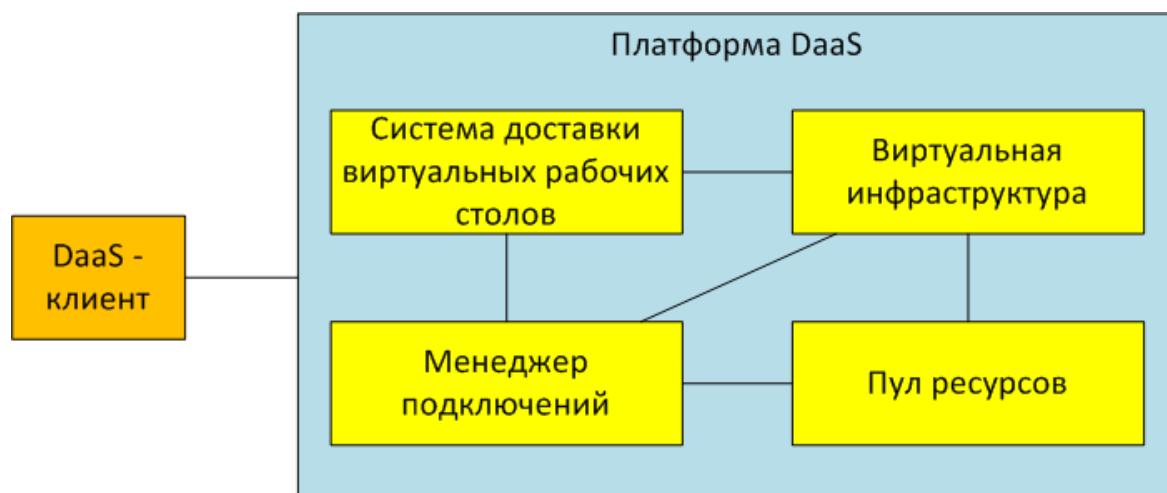 Платформа DaaS
Система доставки
виртуальных рабочих
столов
Виртуальная
инфраструктура
DaaS -
клиент
Менеджер
подключений
Пул ресурсов